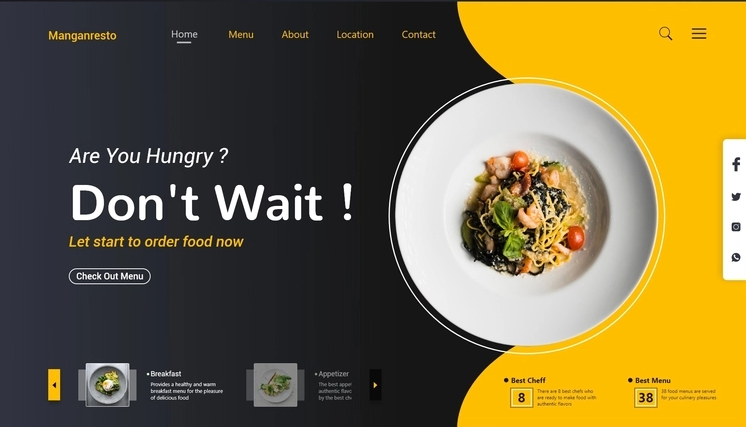 Manganresto
Home
Menu
About
Location
Contact
Are You Hungry ?
Don't Wait !
Let start to order food now
Check Out Menu
Breakfast
Provides a healthy and warm
breakfast menu for the pleasure
of delicious food
Appetizer
The best apper
authentic flavo
by the best ch
Best Cheff
8
There are 8 best chefs who
are ready to make food with
authentic flavors
Best Menu
38
38 food menus are served
for your culinary pleasures